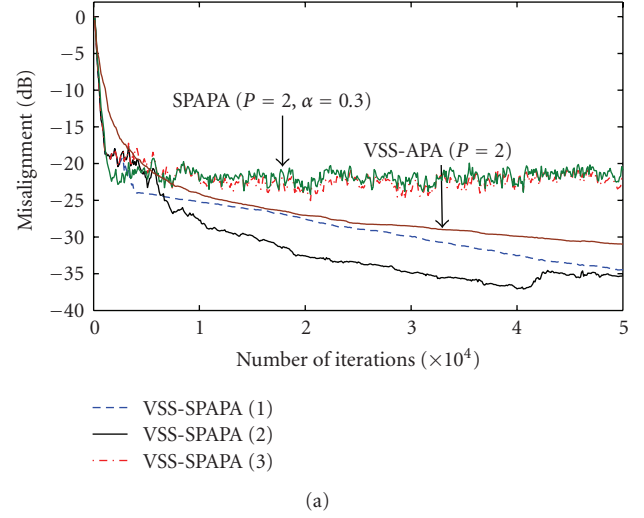 0
−5
−10
−15
−20
−25
−30
−35
−40
Misalignment (dB)
SPAPA (P = 2, α = 0.3)
VSS-APA (P = 2)
0 1 2 3 4 5
Number of iterations (×10⁴)
VSS-SPAPA (1)
VSS-SPAPA (2)
VSS-SPAPA (3)
(a)